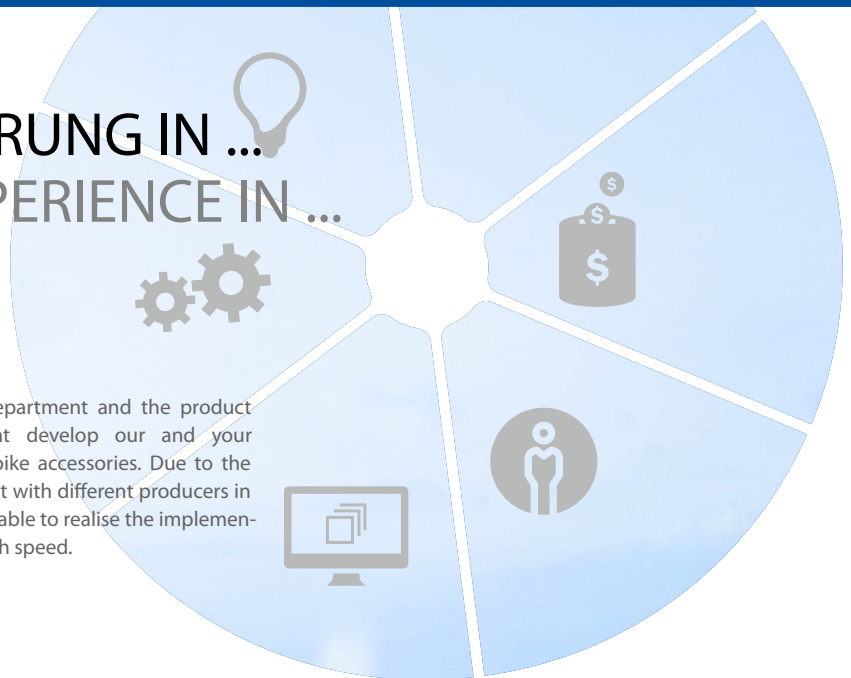 RUNG IN ...
PERIENCE IN ...
$
$
$
epartment and the product
nt develop our and your
bike accessories. Due to the
t with different producers in
able to realise the implemen-
h speed.